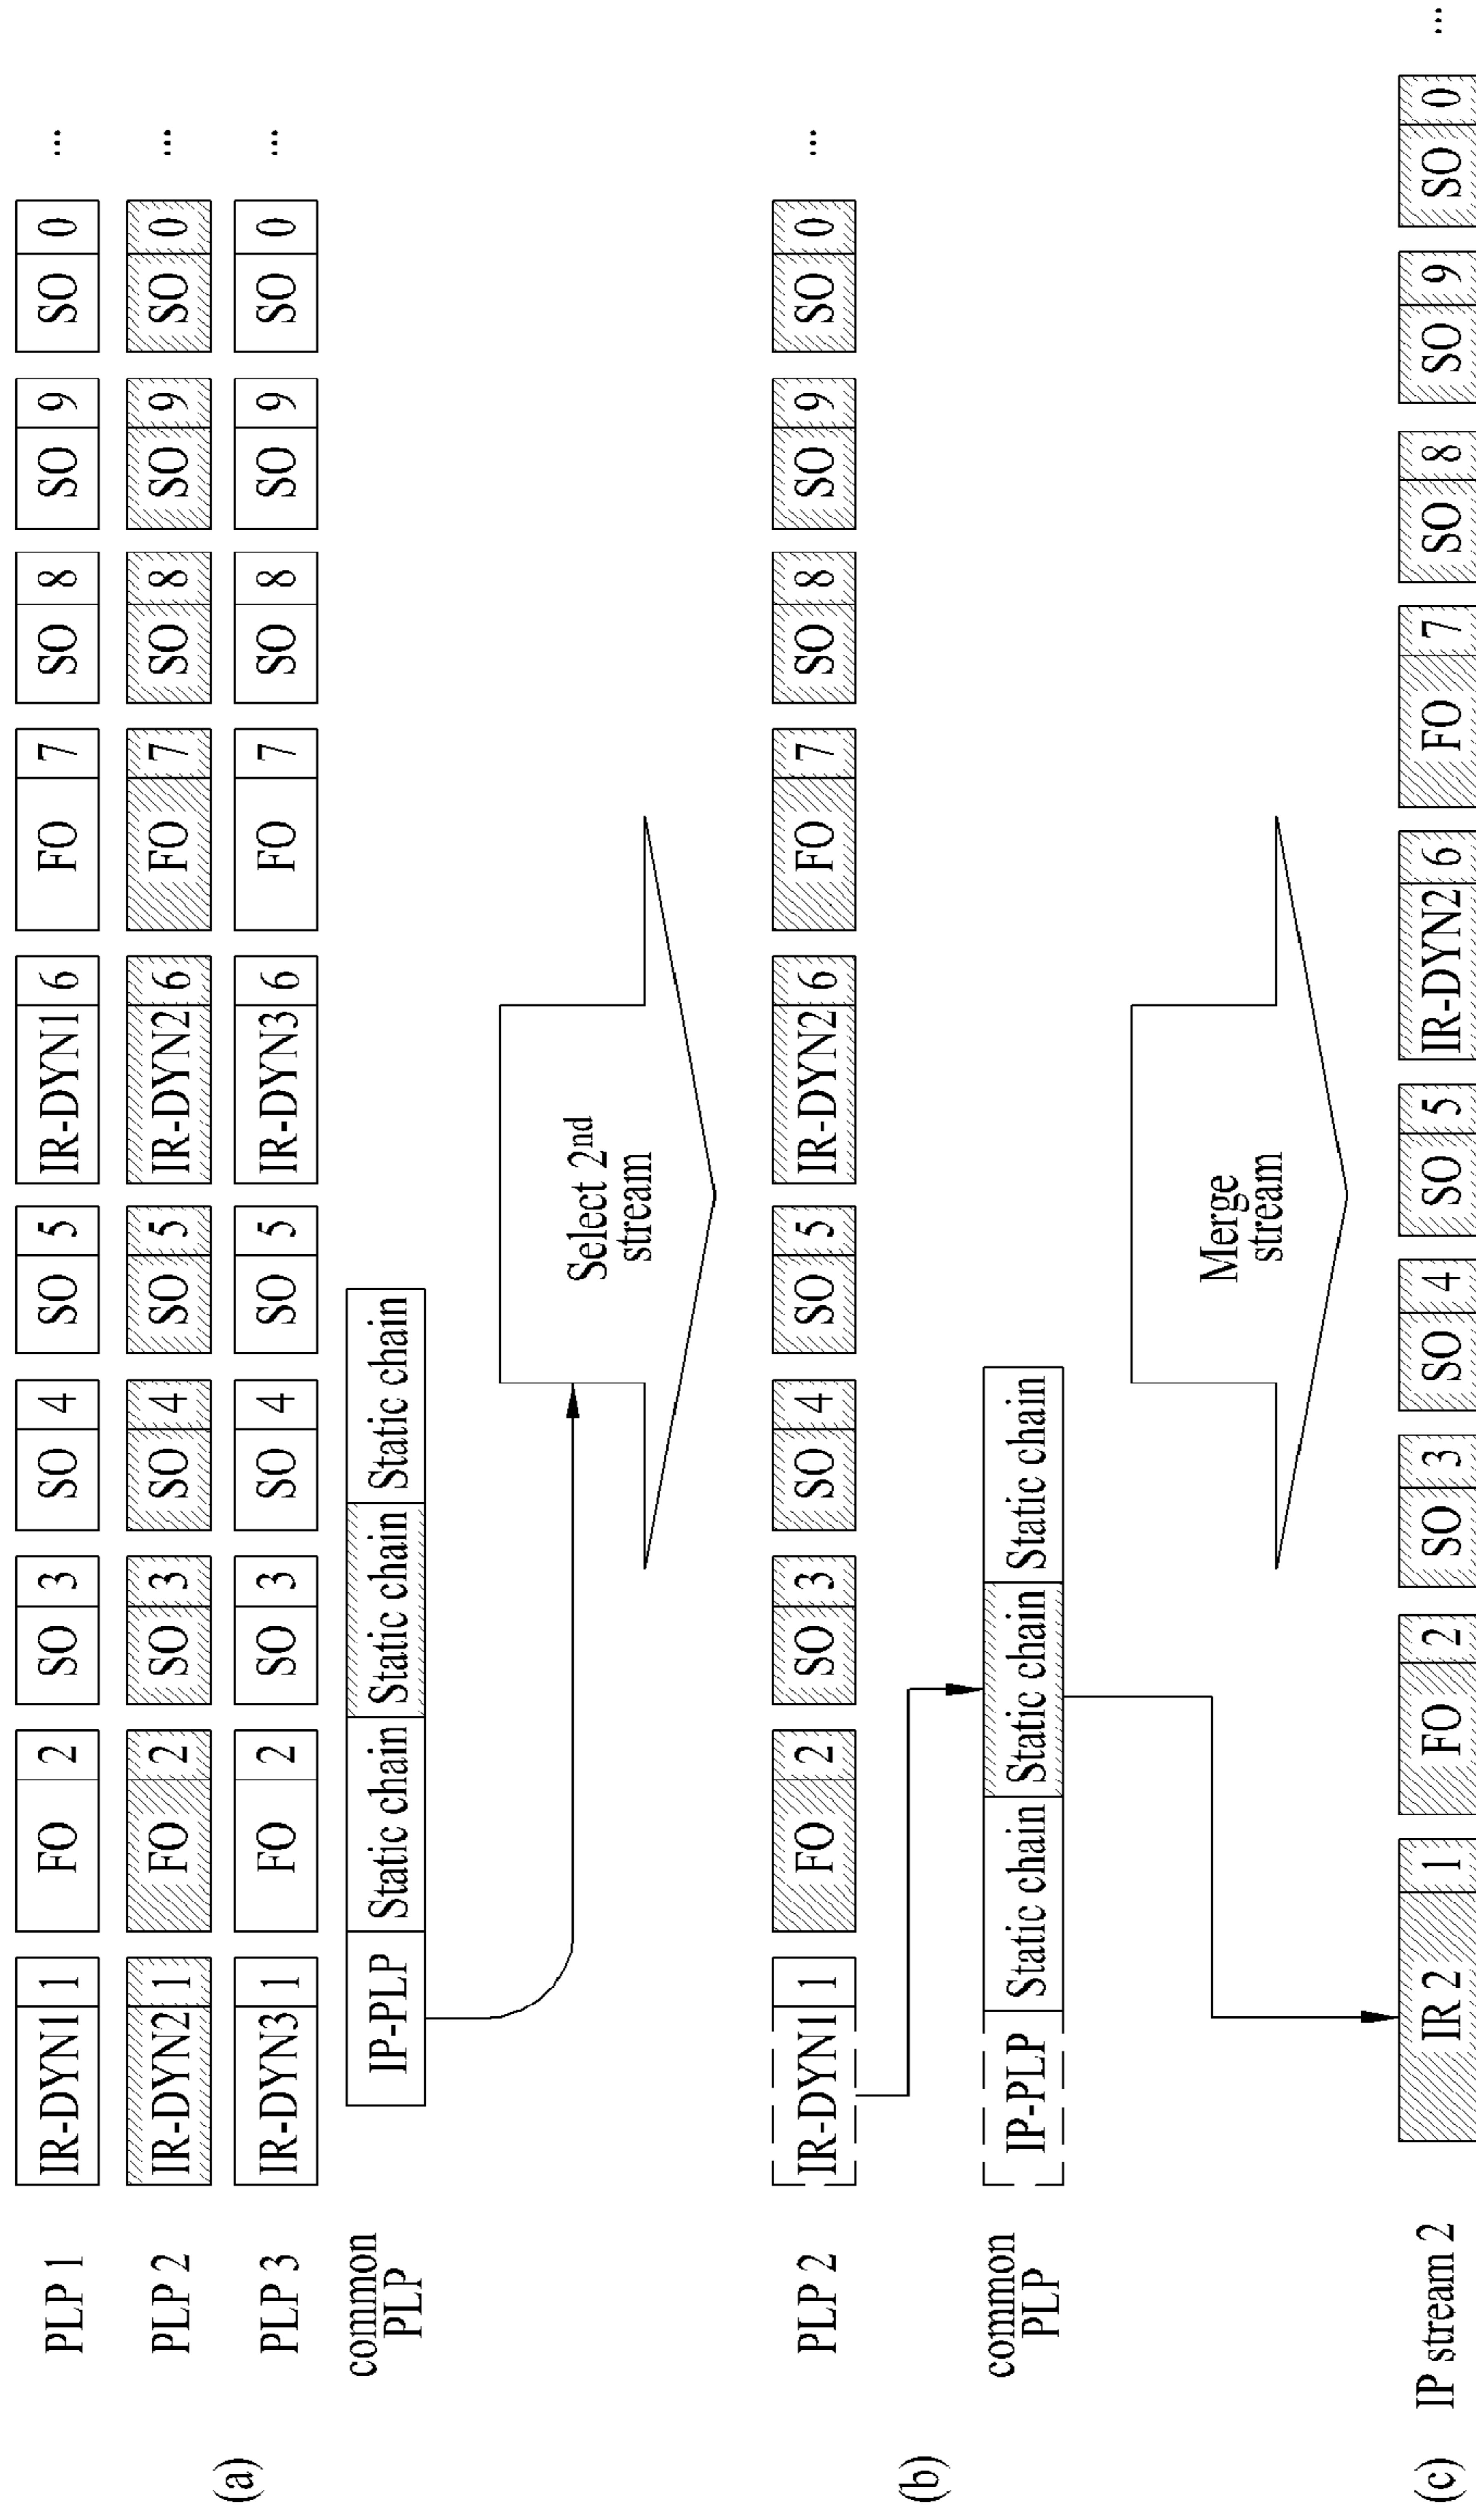 PLP 1 IR-DYN1 1 FO 2 SO 3 SO 4 SO 5 IR-DYN1 6 FO 7 SO 8 SO 9 SO 0 ...
(a) PLP 2 IR-DYN2 1 FO 2 SO 3 SO 4 SO 5 IR-DYN2 6 FO 7 SO 8 SO 9 SO 0 ...
PLP 3 IR-DYN3 1 FO 2 SO 3 SO 4 SO 5 IR-DYN3 6 FO 7 SO 8 SO 9 SO 0 ...
common
PLP
IP-PLP Static chain Static chain Static chain
Select 2nd
stream
(b) PLP 2 IR-DYN1 1 FO 2 SO 3 SO 4 SO 5 IR-DYN2 6 FO 7 SO 8 SO 9 SO 0 ...
common
PLP
IP-PLP Static chain Static chain Static chain
Merge
stream
(c) IP stream 2 IR 2 1 FO 2 SO 3 SO 4 SO 5 IR-DYN2 6 FO 7 SO 8 SO 9 SO 0 ...